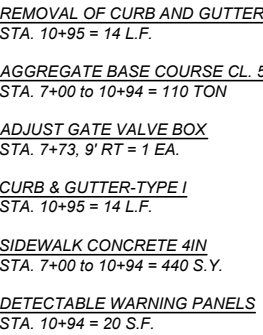 REMOVAL OF CURB AND GUTTER
STA. 10+95 = 14 L.F.
AGGREGATE BASE COURSE CL. 5
STA. 7+00 to 10+94 = 110 TON
ADJUST GATE VALVE BOX
STA. 7+73, 9' RT = 1 EA.
CURB & GUTTER-TYPE I
STA. 10+95 = 14 L.F.
SIDEWALK CONCRETE 4IN
STA. 7+00 to 10+94 = 440 S.Y.
DETECTABLE WARNING PANELS
STA. 10+94 = 20 S.F.